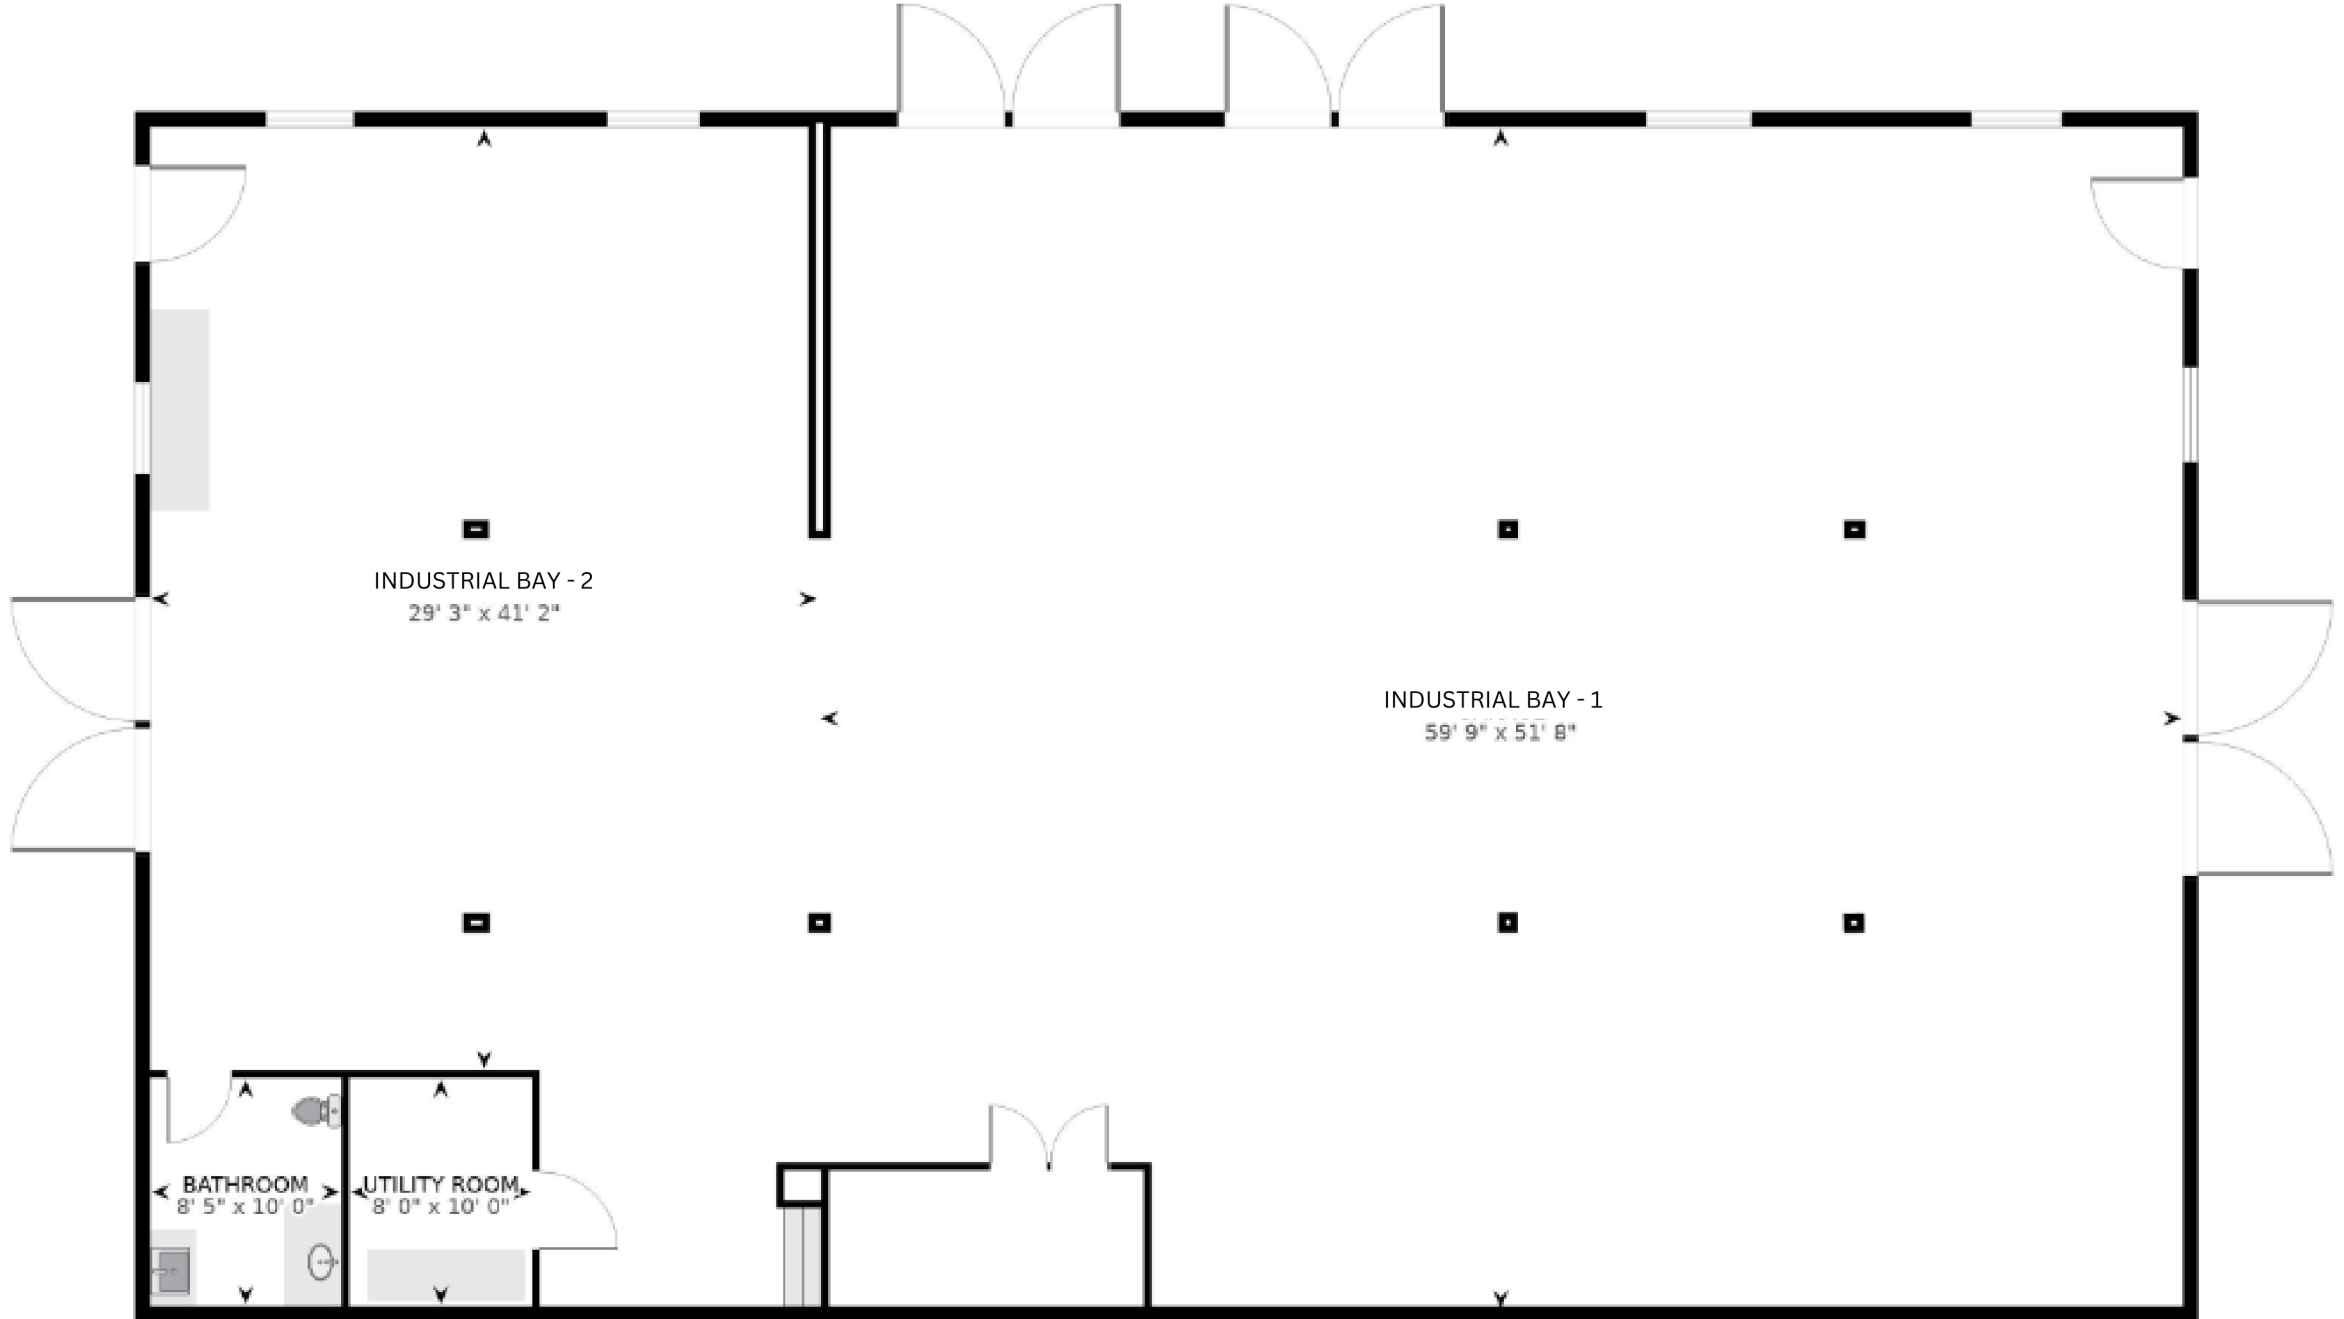 INDUSTRIAL BAY - 2
29' 3" x 41' 2"
INDUSTRIAL BAY - 1
59' 9" x 51' 8"
BATHROOM
8' 5" x 10' 0"
UTILITY ROOM
8' 0" x 10' 0"